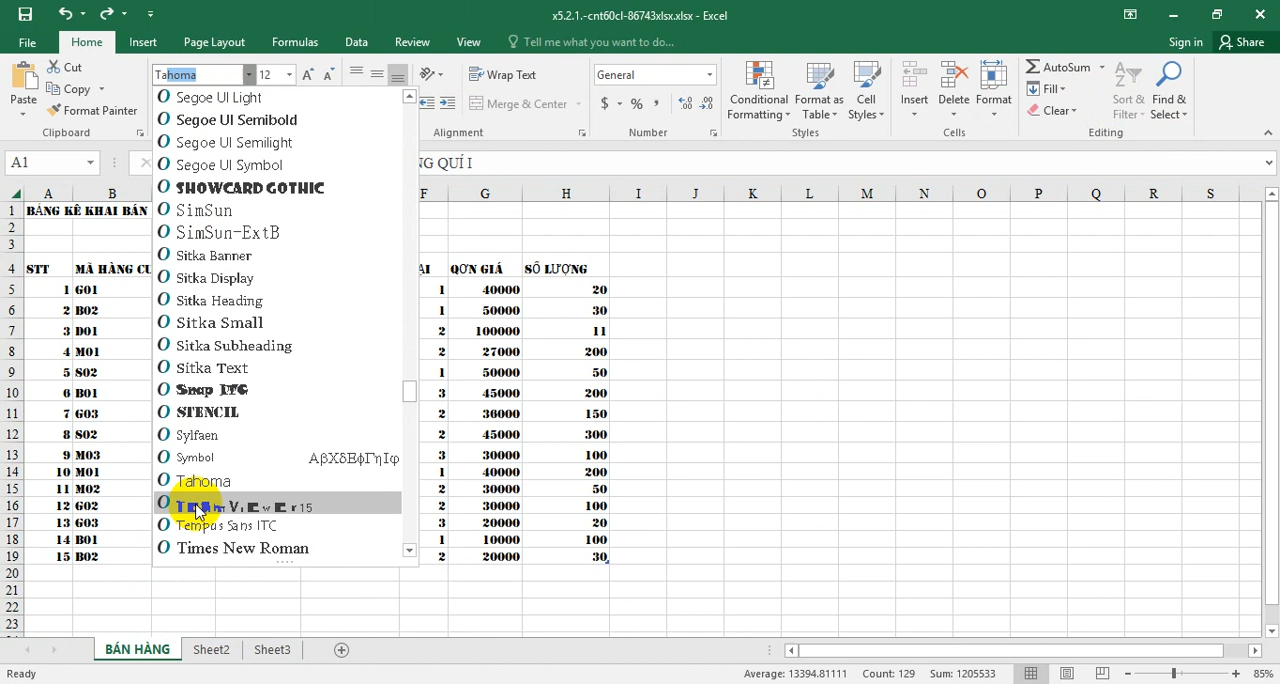 x5.2.1.-cnt60cl-86743xlsx.xlsx - Excel
File Home Insert Page Layout Formulas Data Review View Tell me what you want to do... Sign in Share
Paste Cut Copy Format Painter Clipboard
Tahoma 12
Wrap Text Merge & Center Alignment
General $ % , Number
Conditional Formatting Format as Table Cell Styles Styles
Insert Delete Format Cells
AutoSum Fill Clear Sort & Filter Find & Select Editing
A1 NG QUÍ I
Segoe UI Light
Segoe UI Semibold
Segoe UI Semilight
Segoe UI Symbol
SHOWCARD GOTHIC
SimSun
SimSun-ExtB
Sitka Banner
Sitka Display
Sitka Heading
Sitka Small
Sitka Subheading
Sitka Text
Snap ITC
STENCIL
Sylfaen
Symbol ΑβΧδΕφΓηΙφ
Tahoma
TeamViewer15
Tempus Sans ITC
Times New Roman
A B F G H I J K L M N O P Q R S
1 BẢNG KÊ KHAI BÁN
2
3
4 STT MÃ HÀNG CU ẠI QƠN GIÁ SỐ LƯỢNG
5 1 G01 1 40000 20
6 2 B02 1 50000 30
7 3 D01 2 100000 11
8 4 M01 2 27000 200
9 5 S02 1 50000 50
10 6 B01 3 45000 200
11 7 G03 2 36000 150
12 8 S02 2 45000 300
13 9 M03 3 30000 100
14 10 M01 1 40000 200
15 11 M02 2 30000 50
16 12 G02 2 30000 100
17 13 G03 3 20000 20
18 14 B01 1 10000 100
19 15 B02 2 20000 30
20
21
22
23
BÁN HÀNG Sheet2 Sheet3
Ready Average: 13394.81111 Count: 129 Sum: 1205533 85%